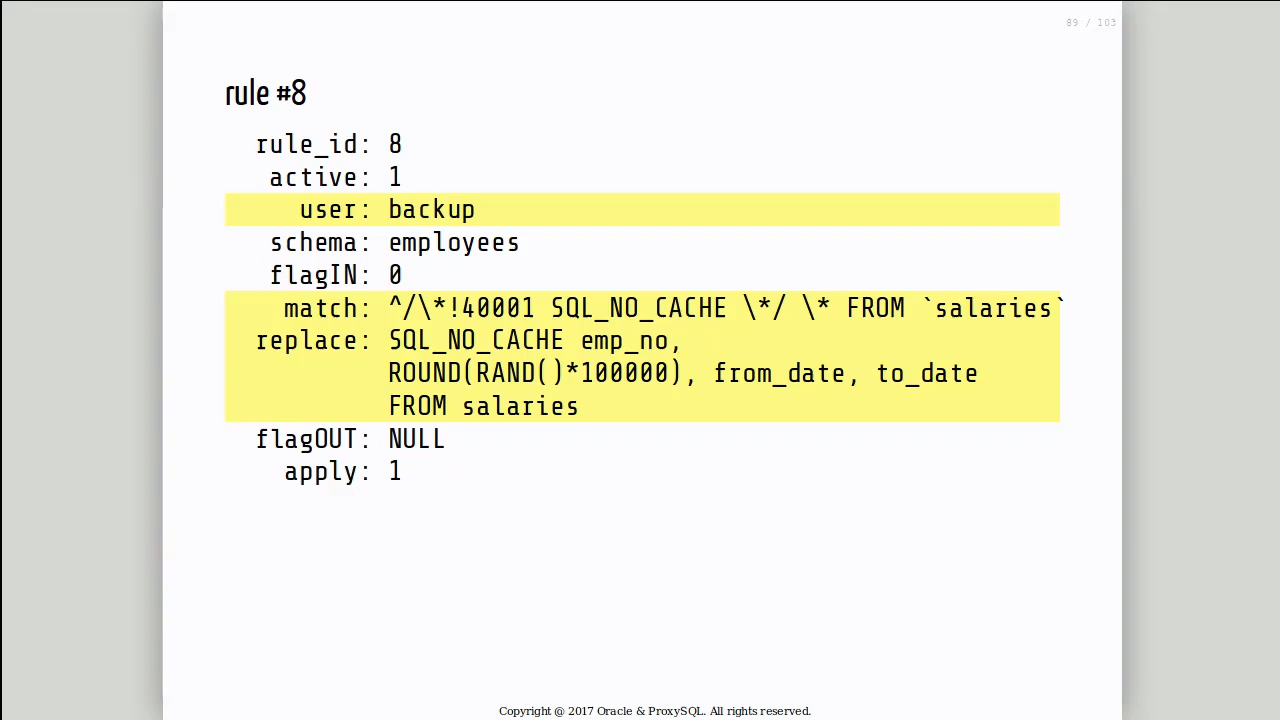 89 / 103
rule #8
rule_id: 8
active: 1
user: backup
schema: employees
flagIN: 0
match: ^/\*!40001 SQL_NO_CACHE \*/ \* FROM `salaries`
replace: SQL_NO_CACHE emp_no,
ROUND(RAND()*100000), from_date, to_date
FROM salaries
flagOUT: NULL
apply: 1
Copyright @ 2017 Oracle & ProxySQL. All rights reserved.